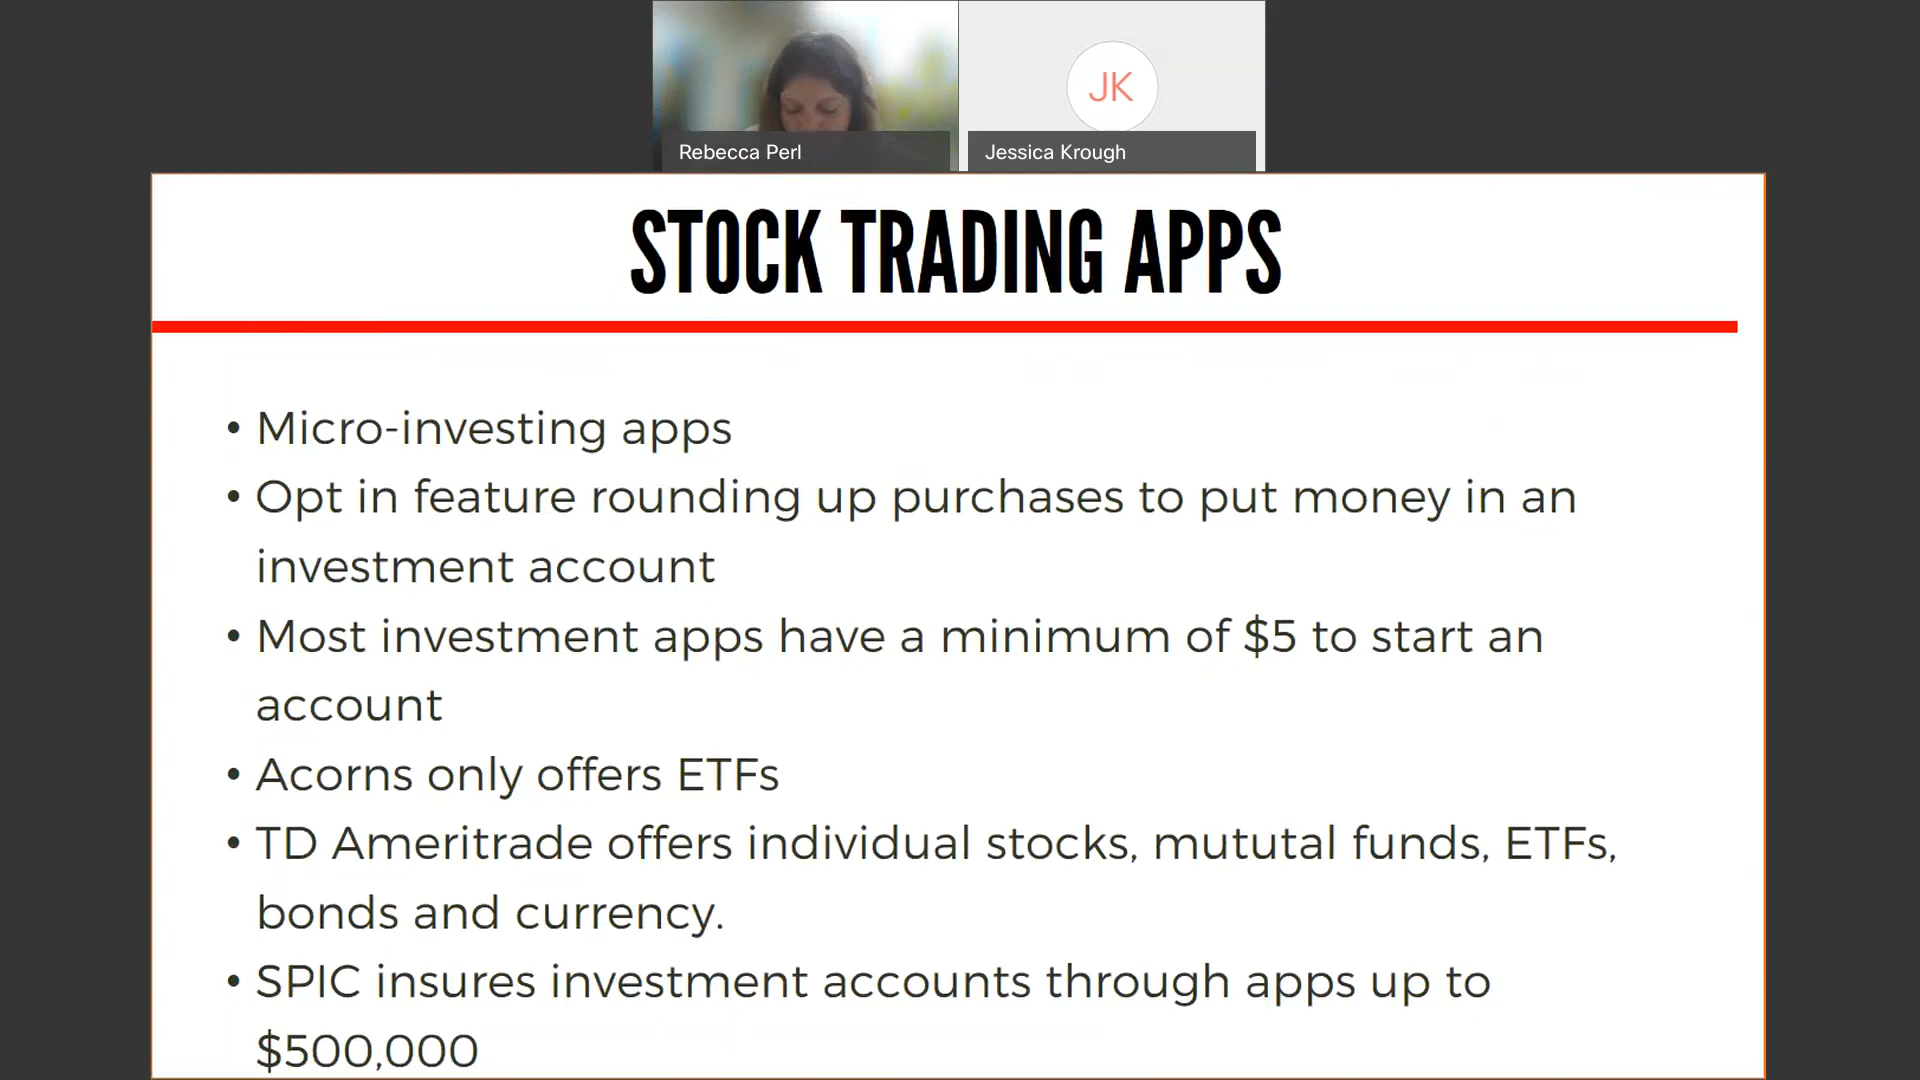 JK
Rebecca Perl
Jessica Krough
STOCK TRADING APPS
• Micro-investing apps
• Opt in feature rounding up purchases to put money in an
investment account
• Most investment apps have a minimum of $5 to start an
account
• Acorns only offers ETFs
• TD Ameritrade offers individual stocks, mututal funds, ETFs,
bonds and currency.
• SPIC insures investment accounts through apps up to
$500,000